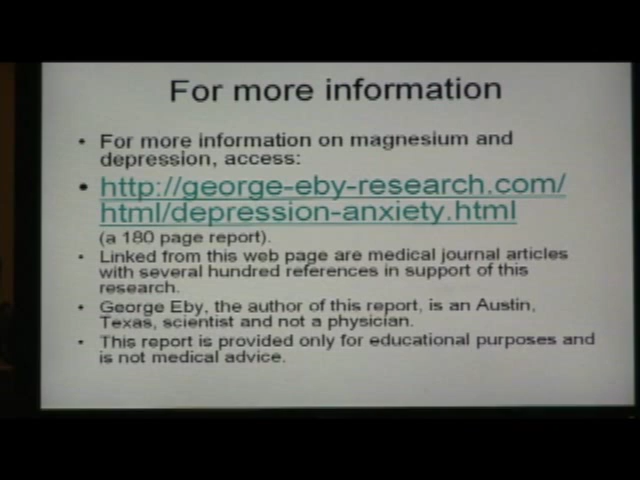 For more information
• For more information on magnesium and
depression, access:
• http://george-eby-research.com/
html/depression-anxiety.html
(a 180 page report).
• Linked from this web page are medical journal articles
with several hundred references in support of this
research.
• George Eby, the author of this report, is an Austin,
Texas, scientist and not a physician.
• This report is provided only for educational purposes and
is not medical advice.